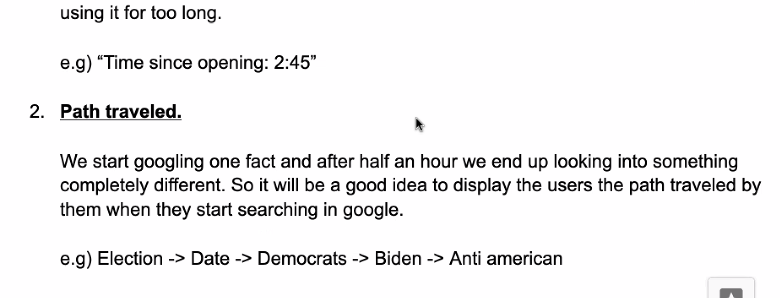 using it for too long.
e.g) “Time since opening: 2:45”
2. Path traveled.
We start googling one fact and after half an hour we end up looking into something
completely different. So it will be a good idea to display the users the path traveled by
them when they start searching in google.
e.g) Election -> Date -> Democrats -> Biden -> Anti american